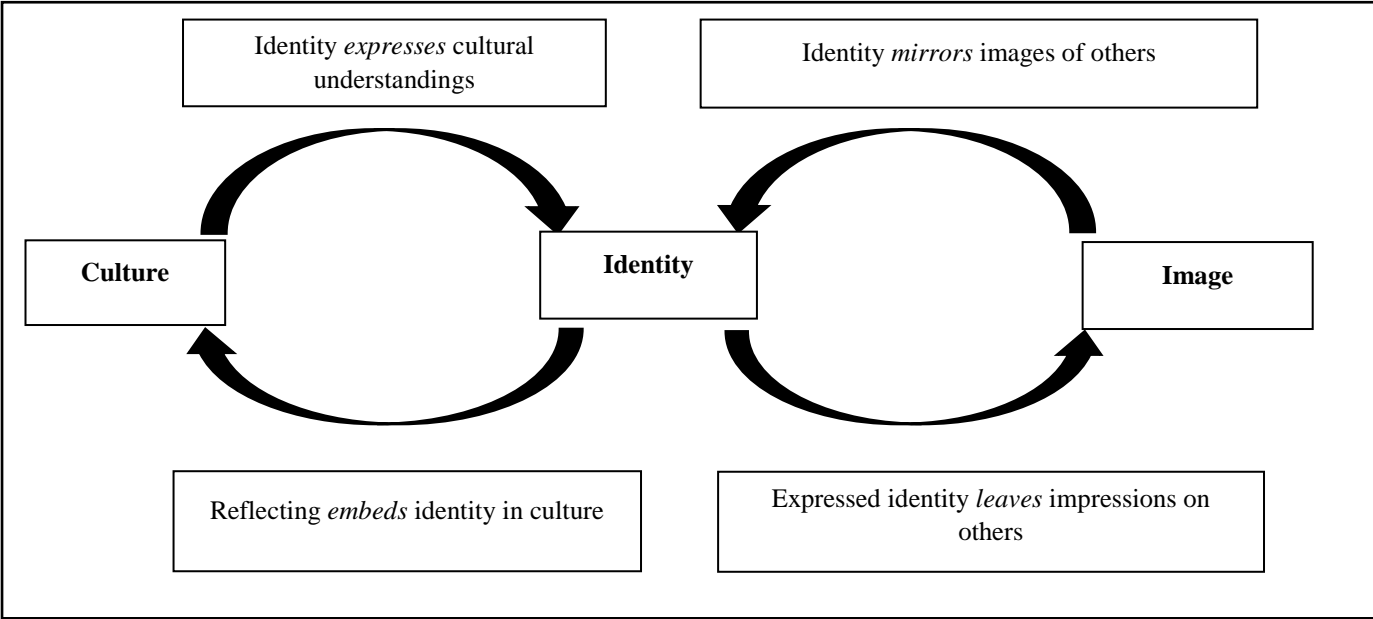 Identity expresses cultural
understandings
Identity mirrors images of others
Culture
Identity
Image
Reflecting embeds identity in culture
Expressed identity leaves impressions on
others